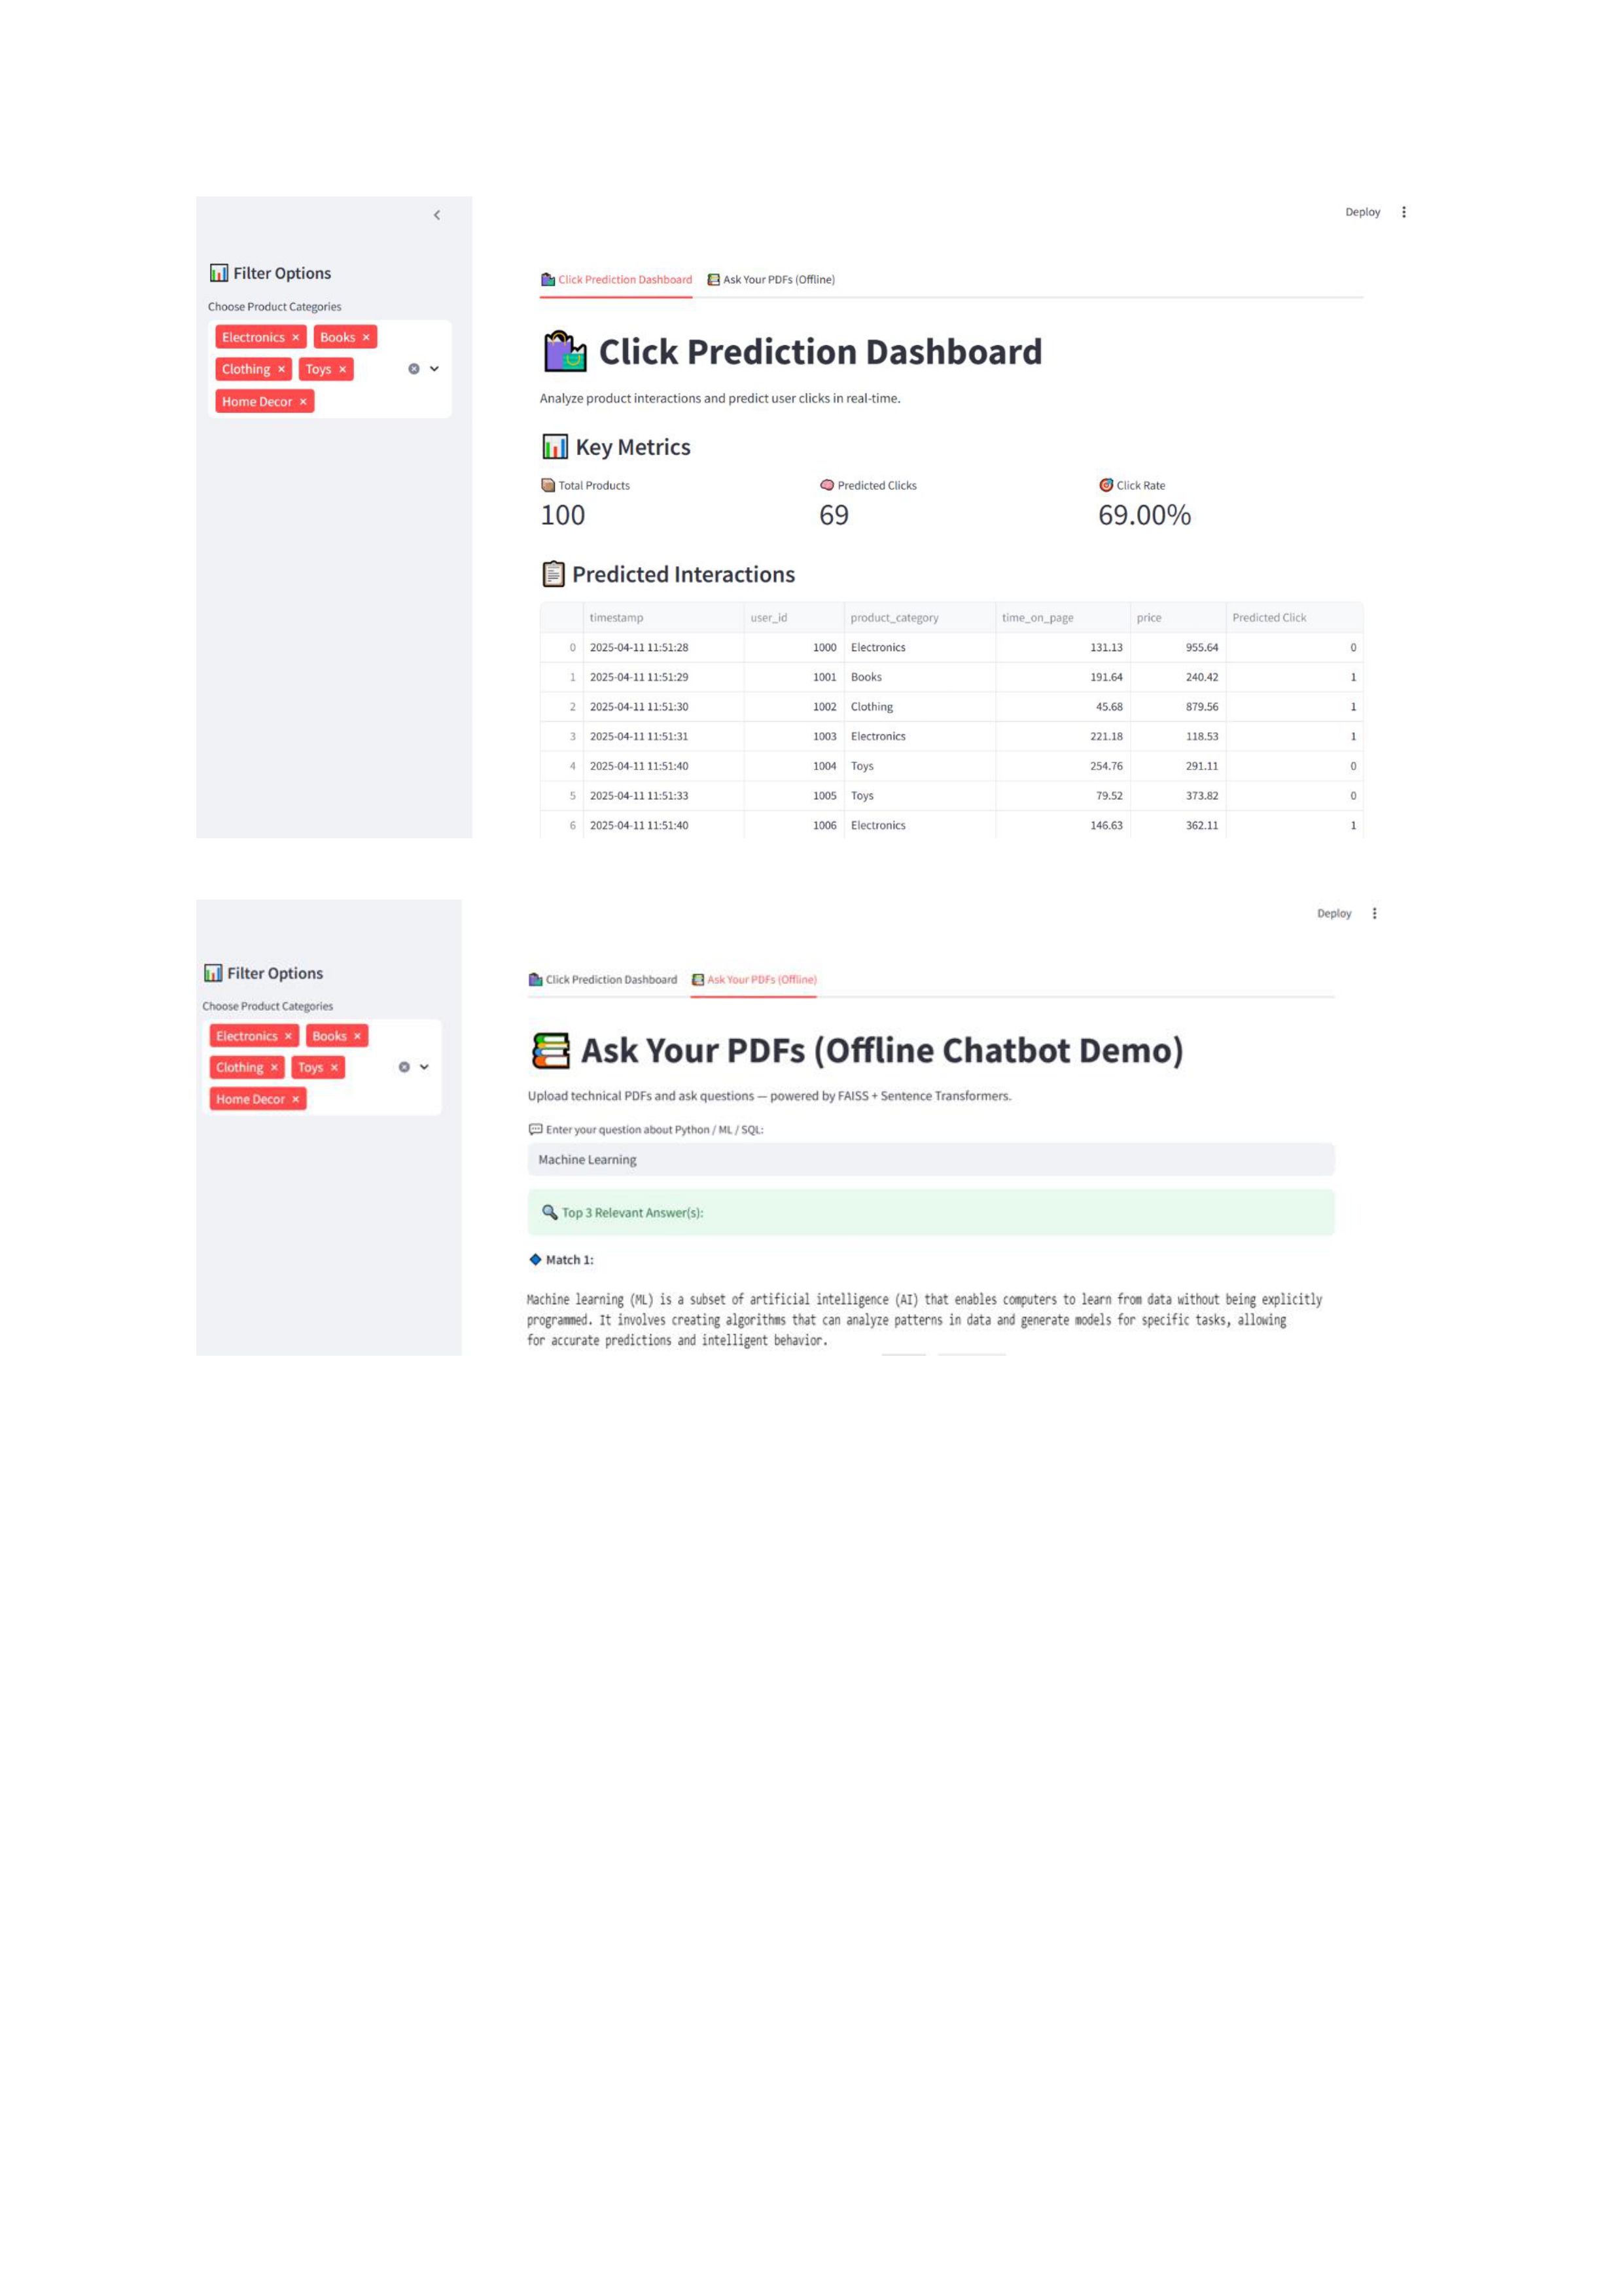 Deploy
Filter Options
Choose Product Categories
Electronics × Books ×
Clothing × Toys ×
Home Decor ×
Click Prediction Dashboard Ask Your PDFs (Offline)
Click Prediction Dashboard
Analyze product interactions and predict user clicks in real-time.
Key Metrics
Total Products Predicted Clicks Click Rate
100 69 69.00%
Predicted Interactions
timestamp user_id product_category time_on_page price Predicted Click
0 2025-04-11 11:51:28 1000 Electronics 131.13 955.64 0
1 2025-04-11 11:51:29 1001 Books 191.64 240.42 1
2 2025-04-11 11:51:30 1002 Clothing 45.68 879.56 1
3 2025-04-11 11:51:31 1003 Electronics 221.18 118.53 1
4 2025-04-11 11:51:40 1004 Toys 254.76 291.11 0
5 2025-04-11 11:51:33 1005 Toys 79.52 373.82 0
6 2025-04-11 11:51:40 1006 Electronics 146.63 362.11 1
Deploy
Filter Options
Choose Product Categories
Electronics × Books ×
Clothing × Toys ×
Home Decor ×
Click Prediction Dashboard Ask Your PDFs (Offline)
Ask Your PDFs (Offline Chatbot Demo)
Upload technical PDFs and ask questions — powered by FAISS + Sentence Transformers.
Enter your question about Python / ML / SQL:
Machine Learning
Top 3 Relevant Answer(s):
Match 1:
Machine learning (ML) is a subset of artificial intelligence (AI) that enables computers to learn from data without being explicitly
programmed. It involves creating algorithms that can analyze patterns in data and generate models for specific tasks, allowing
for accurate predictions and intelligent behavior.